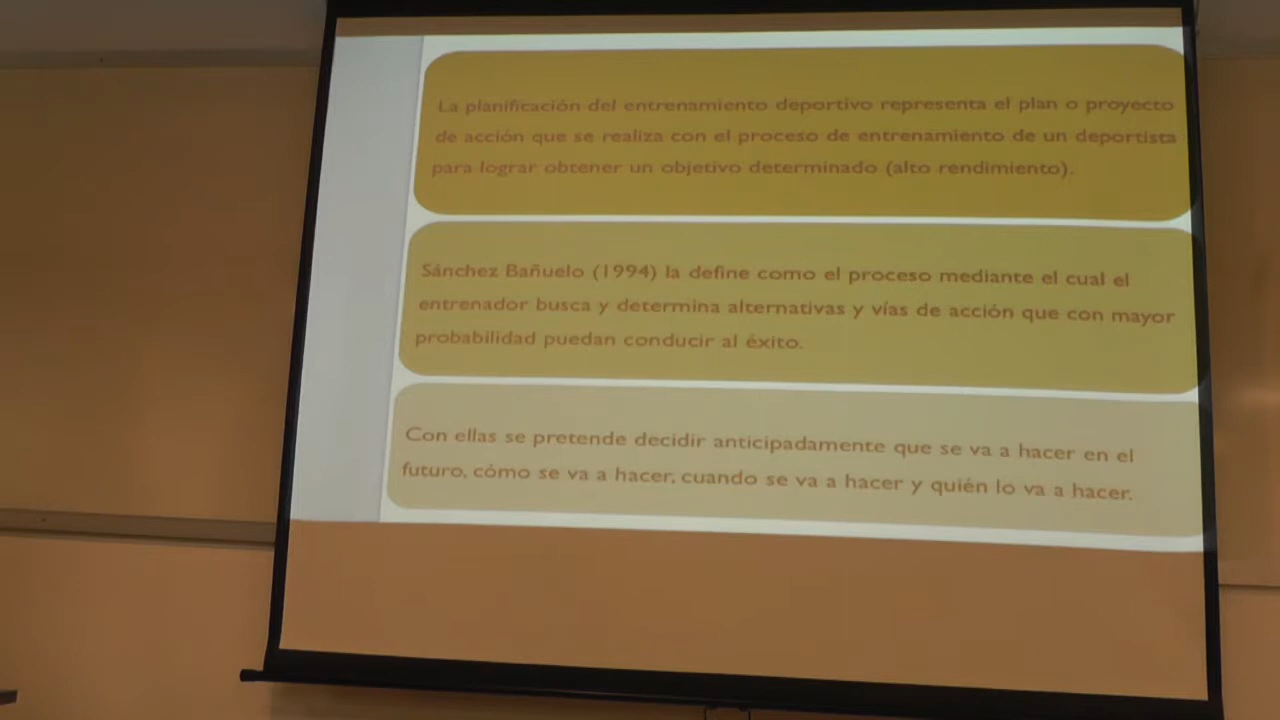 La planificación del entrenamiento deportivo representa el plan o proyecto
de acción que se realiza con el proceso de entrenamiento de un deportista
para lograr obtener un objetivo determinado (alto rendimiento).
Sánchez Bañuelo (1994) la define como el proceso mediante el cual el
entrenador busca y determina alternativas y vías de acción que con mayor
probabilidad puedan conducir al éxito.
Con ellas se pretende decidir anticipadamente que se va a hacer en el
futuro, cómo se va a hacer, cuando se va a hacer y quién lo va a hacer.